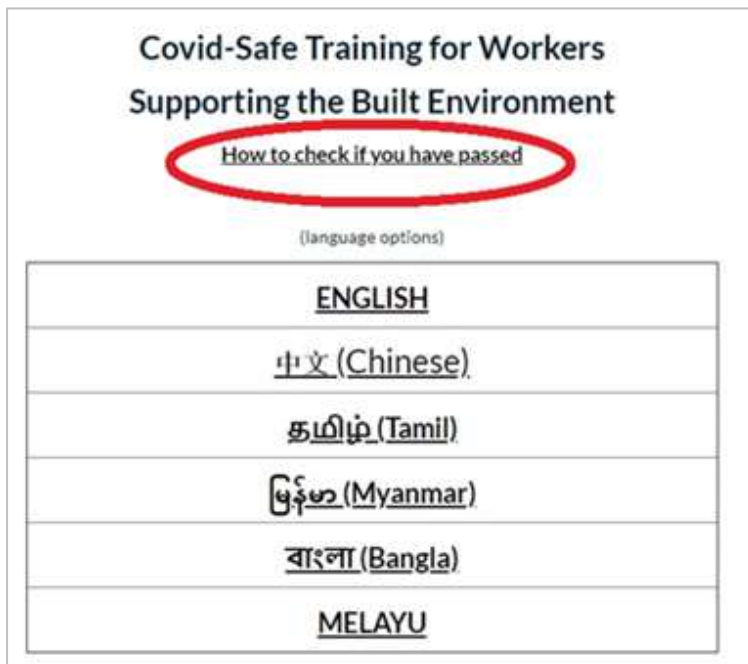 Covid-Safe Training for Workers
Supporting the Built Environment
How to check if you have passed
(language options)
ENGLISH
中文 (Chinese)
தமிழ் (Tamil)
မြန်မာ (Myanmar)
বাংলা (Bangla)
MELAYU